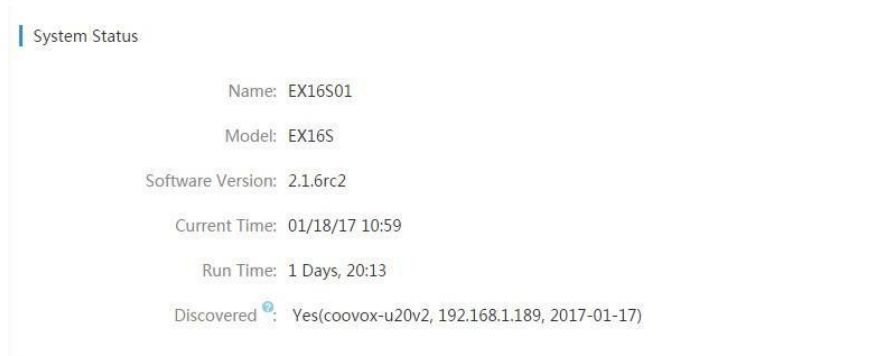 System Status
Name: EX16S01
Model: EX16S
Software Version: 2.1.6rc2
Current Time: 01/18/17 10:59
Run Time: 1 Days, 20:13
Discovered ?: Yes(coovox-u20v2, 192.168.1.189, 2017-01-17)